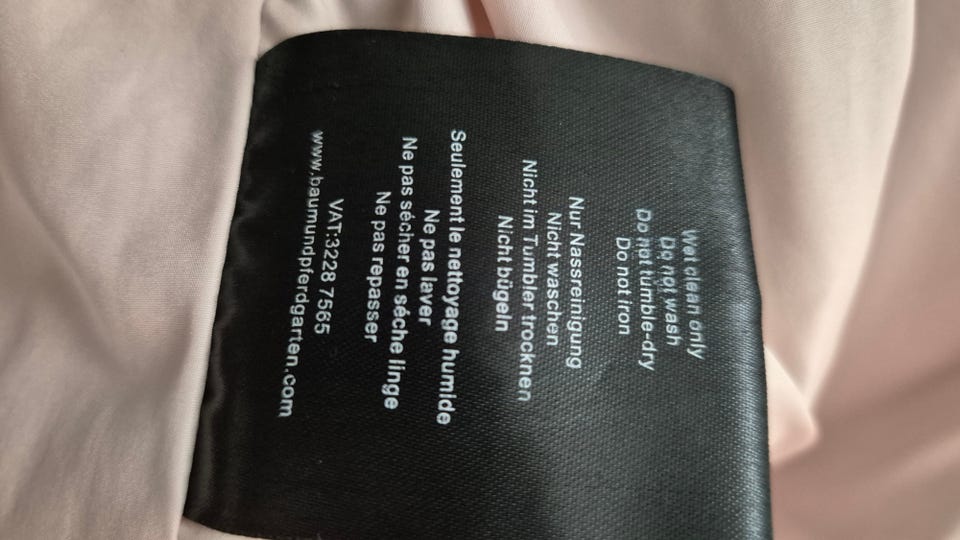 Wet clean only
Do not wash
Do not tumble-dry
Do not iron
Nur Nassreinigung
Nicht waschen
Nicht im Tumbler trocknen
Nicht bügeln
Seulement le nettoyage humide
Ne pas laver
Ne pas sécher en séche linge
Ne pas repasser
VAT:3228 7565
www.baumundpferdgarten.com